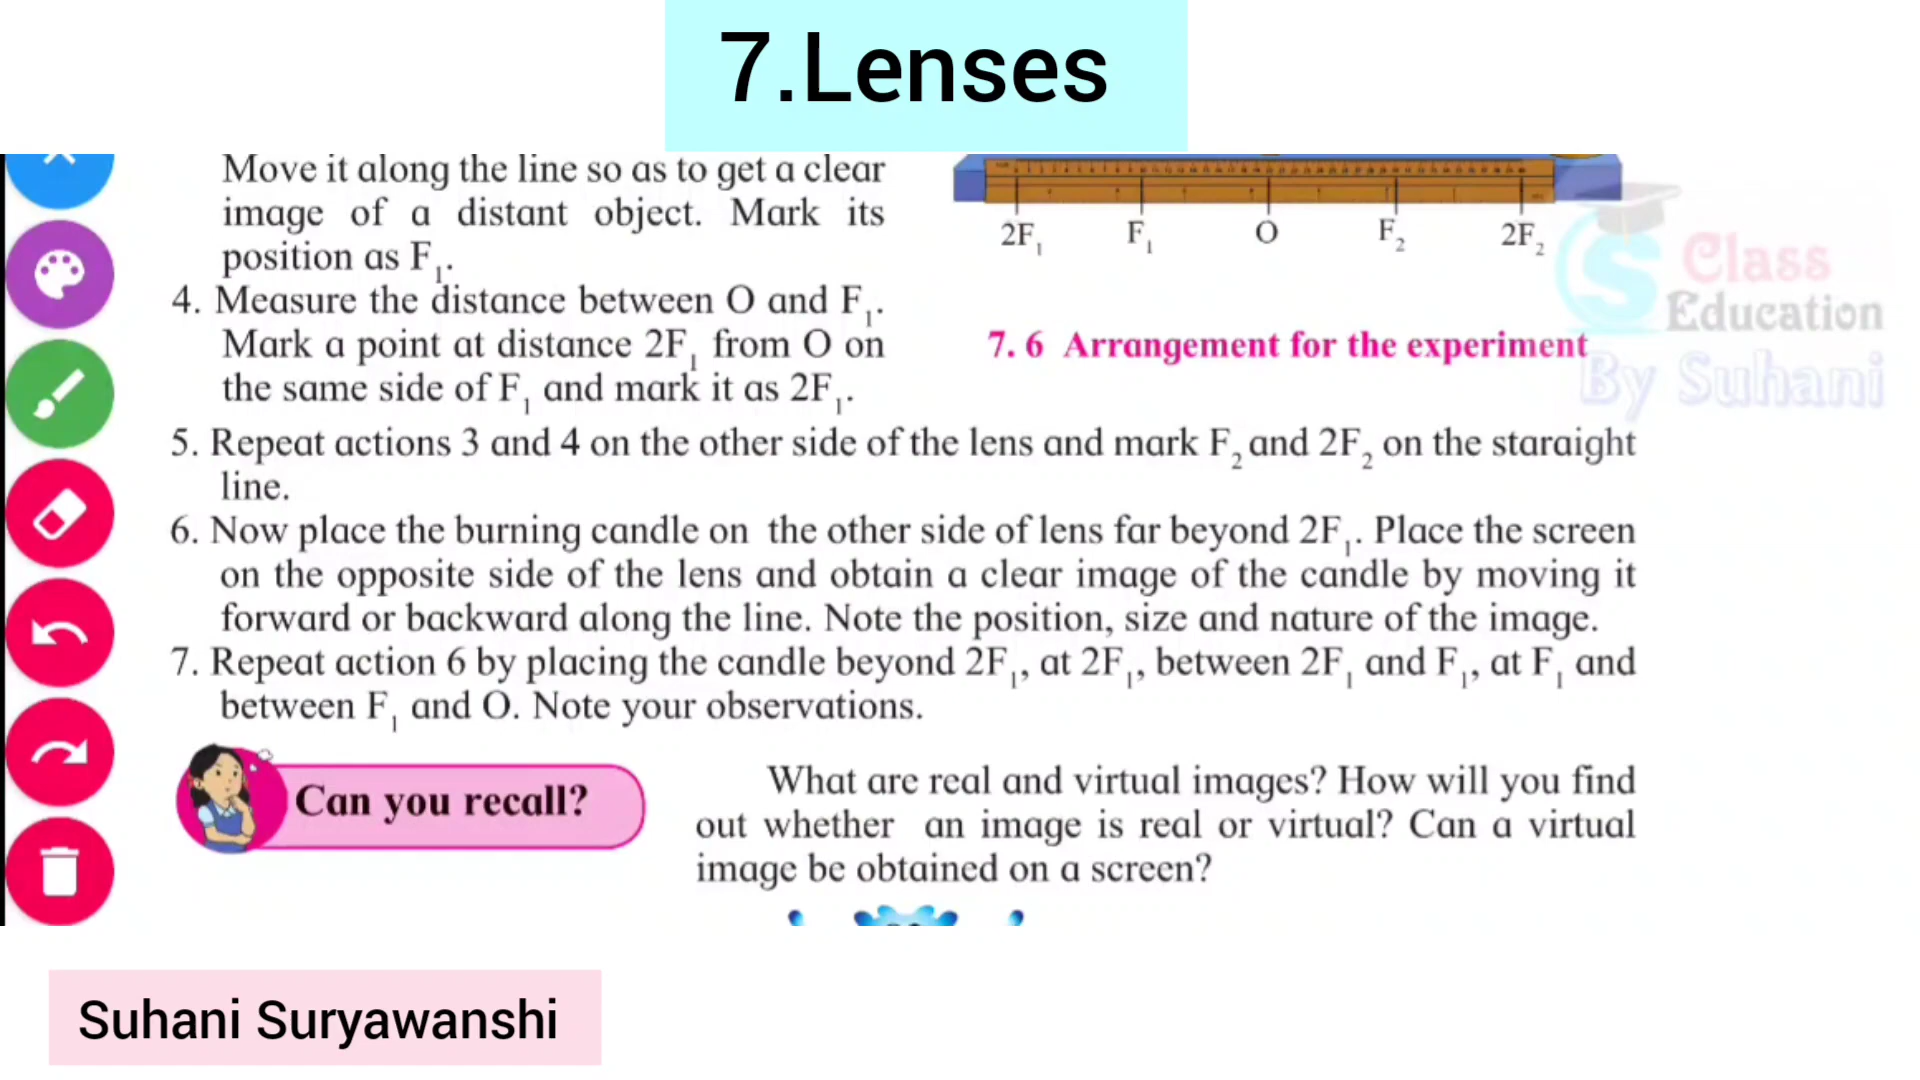 7.Lenses
Move it along the line so as to get a clear
image of a distant object. Mark its
position as F₁.
4. Measure the distance between O and F₁.
Mark a point at distance 2F₁ from O on
the same side of F₁ and mark it as 2F₁.
2F₁ F₁ O F₂ 2F₂
7. 6 Arrangement for the experiment
Class
Education
By Suhani
5. Repeat actions 3 and 4 on the other side of the lens and mark F₂ and 2F₂ on the staraight
line.
6. Now place the burning candle on the other side of lens far beyond 2F₁. Place the screen
on the opposite side of the lens and obtain a clear image of the candle by moving it
forward or backward along the line. Note the position, size and nature of the image.
7. Repeat action 6 by placing the candle beyond 2F₁, at 2F₁, between 2F₁ and F₁, at F₁ and
between F₁ and O. Note your observations.
Can you recall?
What are real and virtual images? How will you find
out whether an image is real or virtual? Can a virtual
image be obtained on a screen?
Suhani Suryawanshi